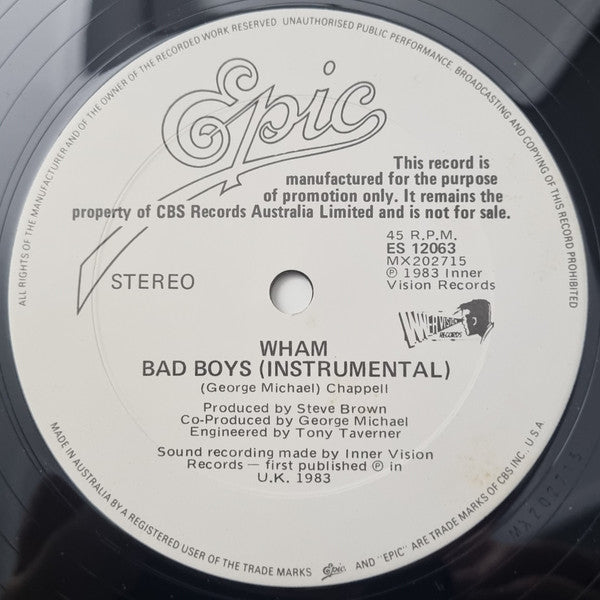 ALL RIGHTS OF THE MANUFACTURER AND OF THE OWNER OF THE RECORDED WORK RESERVED UNAUTHORISED PUBLIC PERFORMANCE, BROADCASTING AND COPYING OF THIS RECORD PROHIBITED
Epic
This record is
manufactured for the purpose
of promotion only. It remains the
property of CBS Records Australia Limited and is not for sale.
STEREO
45 R.P.M.
ES 12063
MX202715
℗ 1983 Inner
Vision Records
INNERVISION
RECORDS
WHAM
BAD BOYS (INSTRUMENTAL)
(George Michael) Chappell
Produced by Steve Brown
Co-Produced by George Michael
Engineered by Tony Taverner
Sound recording made by Inner Vision
Records — first published ℗ in
U.K. 1983
MADE IN AUSTRALIA BY A REGISTERED USER OF THE TRADE MARKS Epic AND "EPIC" ARE TRADE MARKS OF CBS INC., U.S.A.
MX202715